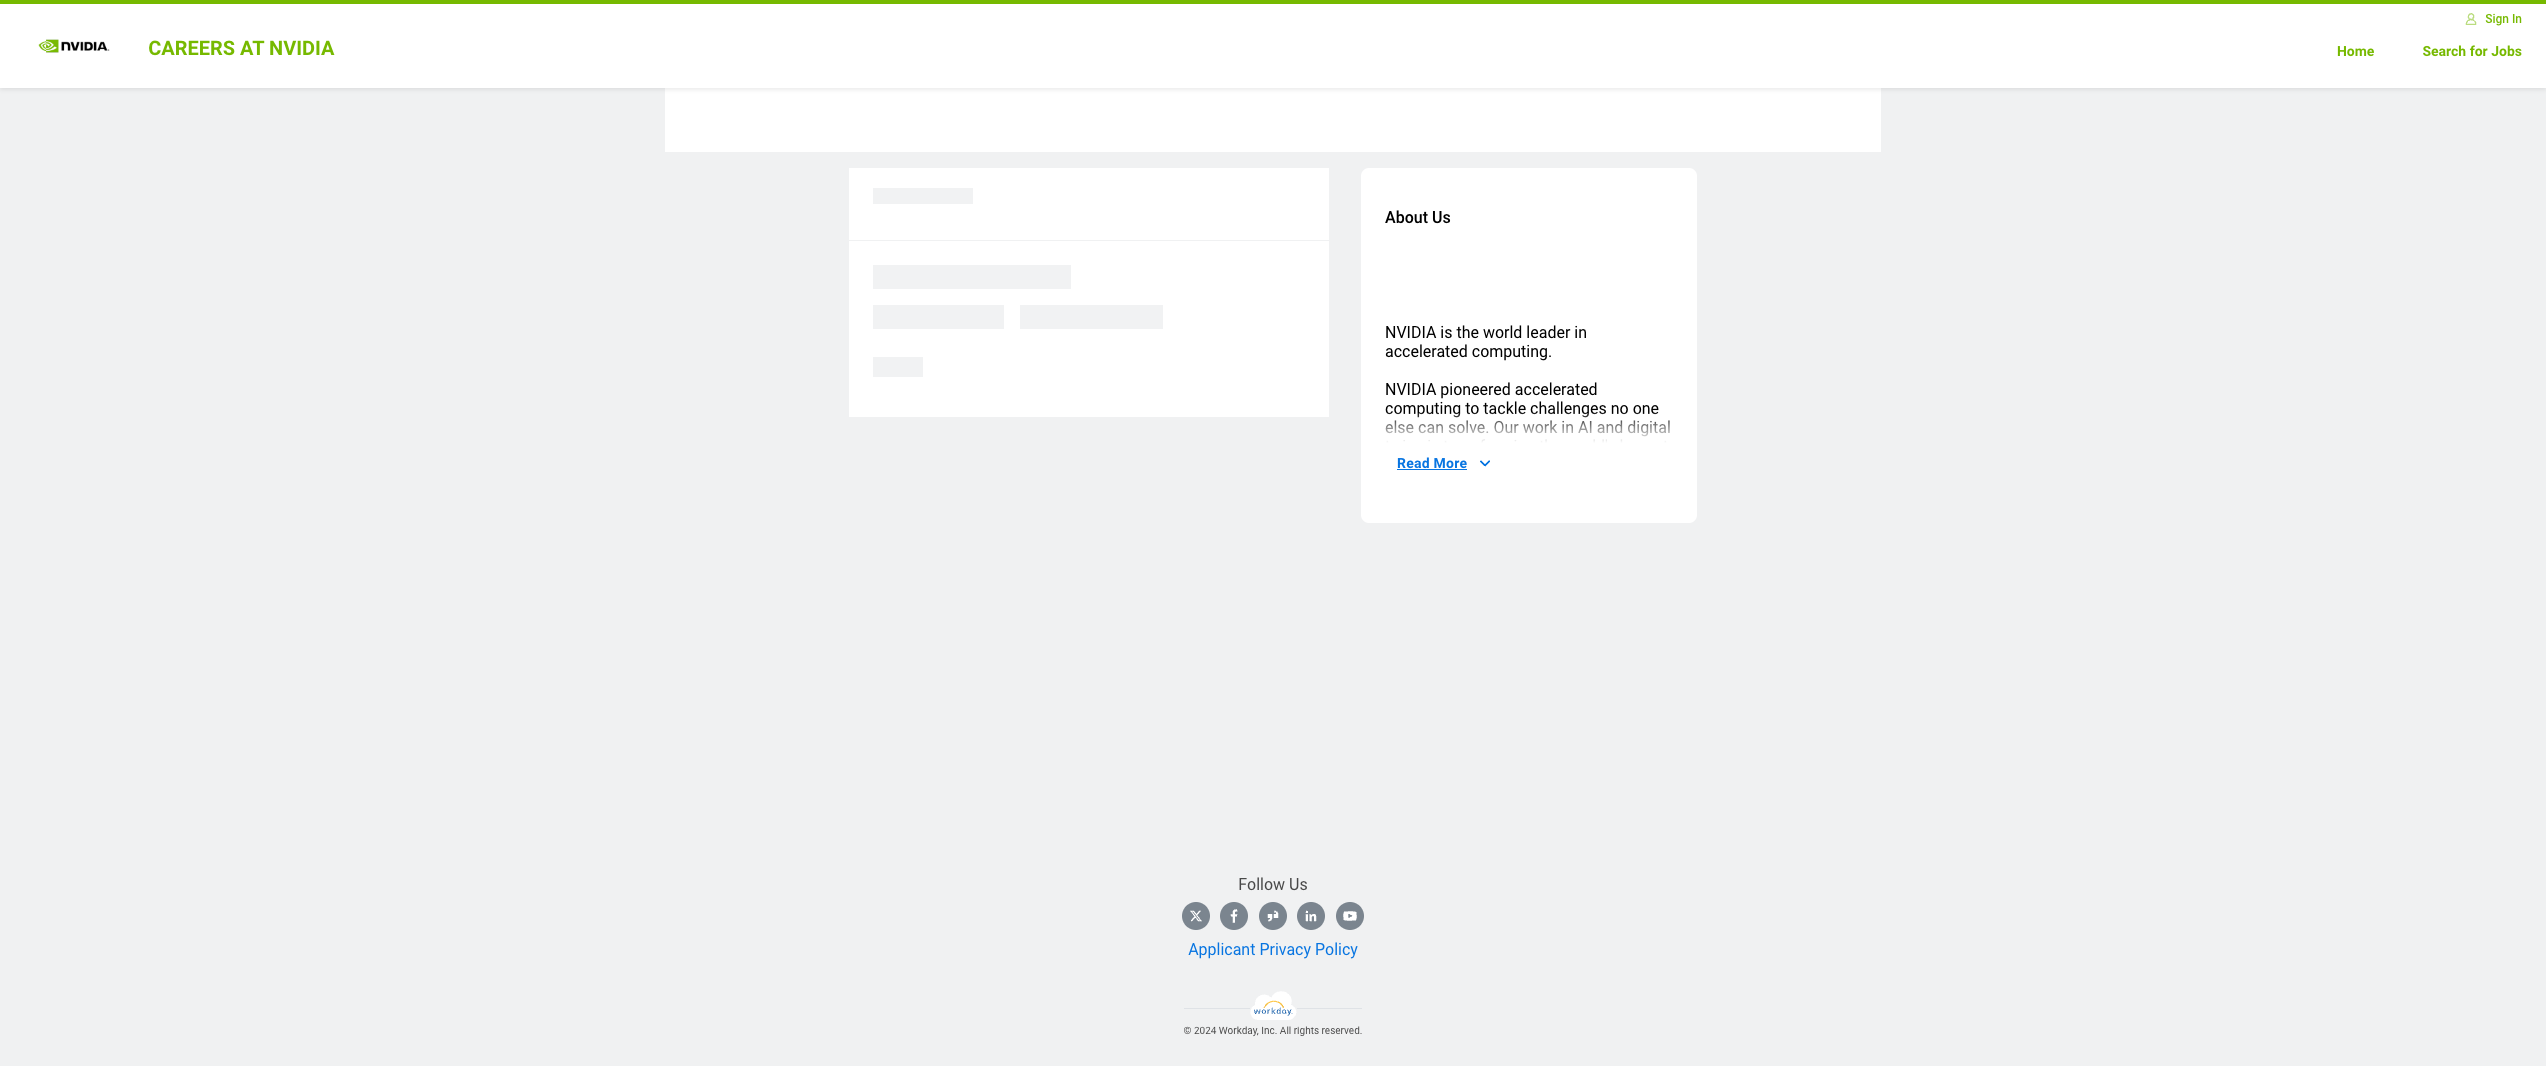 Sign In
NVIDIA
CAREERS AT NVIDIA
Home
Search for Jobs
About Us
NVIDIA is the world leader in
accelerated computing.
NVIDIA pioneered accelerated
computing to tackle challenges no one
else can solve. Our work in AI and digital
Read More
Follow Us
Applicant Privacy Policy
workday.
© 2024 Workday, Inc. All rights reserved.